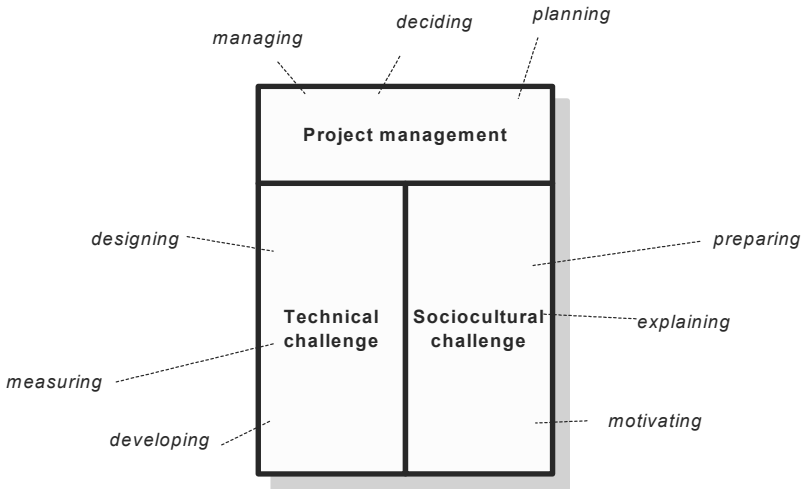 planning
deciding
managing
Project management
designing
preparing
Technical
challenge
Sociocultural
challenge
explaining
measuring
developing
motivating